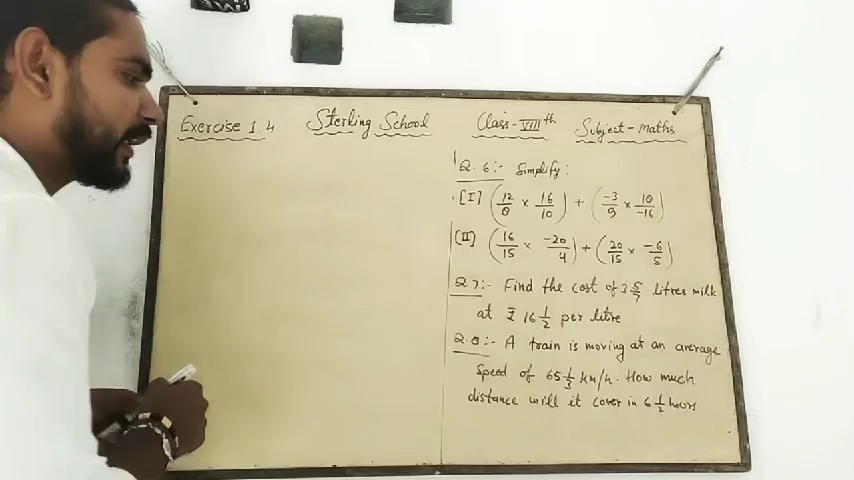 Exercise 1.4 Sterling School Class-VIIIth Subject-Maths
Q.6:- Simplify:
[I] (12/8 × 16/10) + (-3/9 × 18/-16)
[II] (16/15 × -20/4) + (20/15 × -6/5)
Q.7:- Find the cost of 3 5/7 litres milk
at ₹ 16 1/2 per litre
Q.8:- A train is moving at an average
Speed of 65 1/3 km/h. How much
distance will it cover in 6 1/2 hours